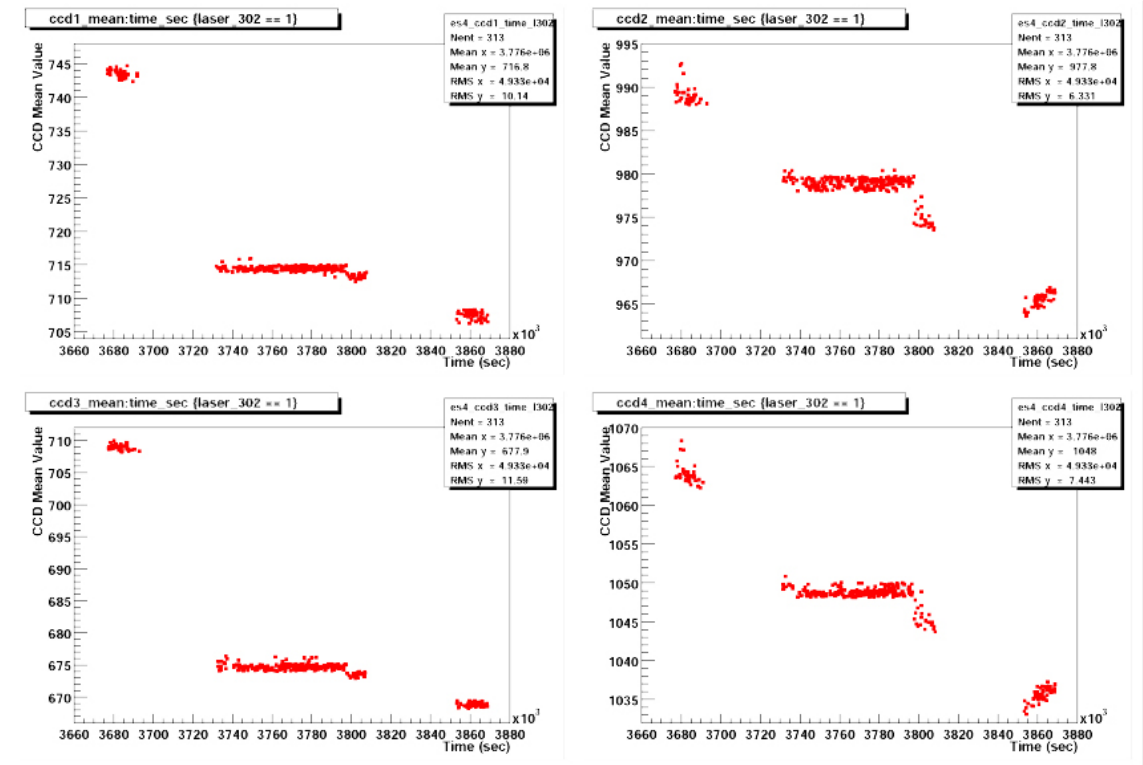 ccd1_mean:time_sec {laser_302 == 1}
es4_ccd1_time_l302
Nent = 313
Mean x = 3.776e+06
Mean y = 716.8
RMS x = 4.933e+04
RMS y = 10.14
CCD Mean Value
745
740
735
730
725
720
715
710
705
3660 3680 3700 3720 3740 3760 3780 3800 3820 3840 3860 3880
x10^3
Time (sec)
ccd2_mean:time_sec {laser_302 == 1}
es4_ccd2_time_l302
Nent = 313
Mean x = 3.776e+06
Mean y = 977.8
RMS x = 4.933e+04
RMS y = 6.331
CCD Mean Value
995
990
985
980
975
970
965
3660 3680 3700 3720 3740 3760 3780 3800 3820 3840 3860 3880
x10^3
Time (sec)
ccd3_mean:time_sec {laser_302 == 1}
es4_ccd3_time_l302
Nent = 313
Mean x = 3.776e+06
Mean y = 677.9
RMS x = 4.933e+04
RMS y = 11.59
CCD Mean Value
710
705
700
695
690
685
680
675
670
3660 3680 3700 3720 3740 3760 3780 3800 3820 3840 3860 3880
x10^3
Time (sec)
ccd4_mean:time_sec {laser_302 == 1}
es4_ccd4_time_l302
Nent = 313
Mean x = 3.776e+06
Mean y = 1048
RMS x = 4.933e+04
RMS y = 7.443
CCD Mean Value
1070
1065
1060
1055
1050
1045
1040
1035
3660 3680 3700 3720 3740 3760 3780 3800 3820 3840 3860 3880
x10^3
Time (sec)